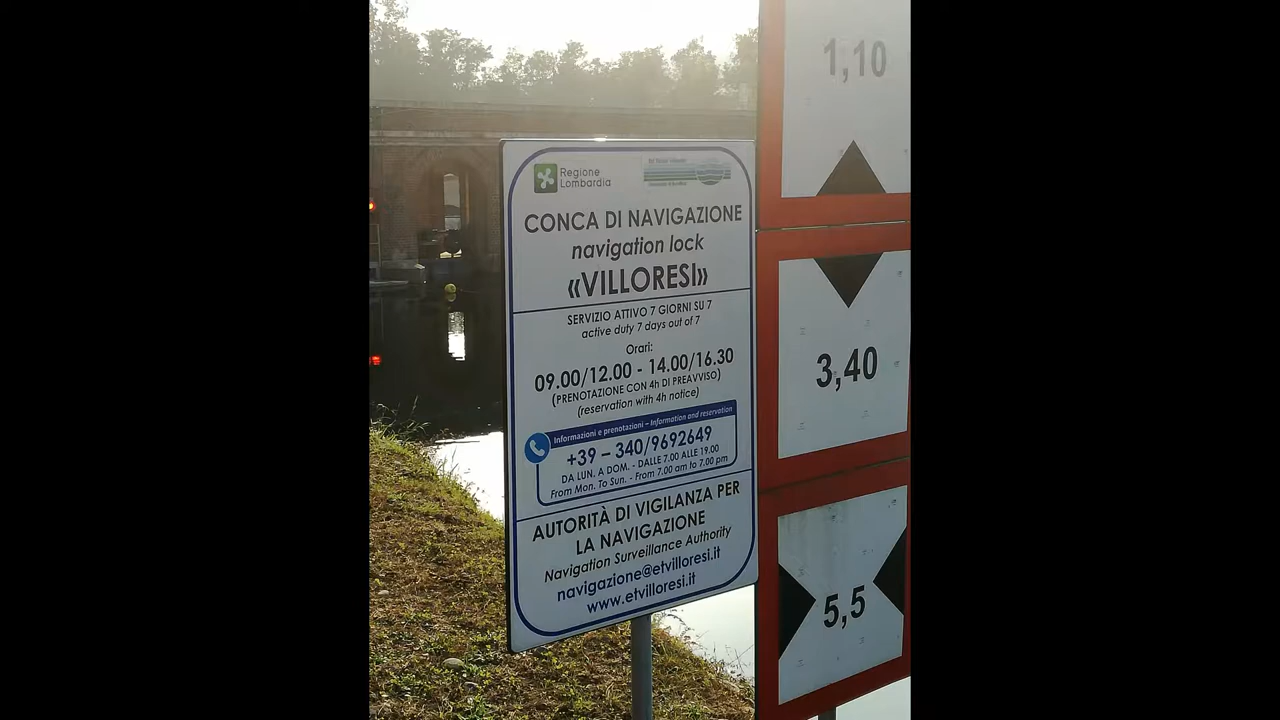 Regione
Lombardia
CONCA DI NAVIGAZIONE
navigation lock
«VILLORESI»
SERVIZIO ATTIVO 7 GIORNI SU 7
active duty 7 days out of 7
Orari:
09.00/12.00 - 14.00/16.30
(PRENOTAZIONE CON 4h DI PREAVVISO)
(reservation with 4h notice)
Informazioni e prenotazioni – Information and reservation
+39 – 340/9692649
DA LUN. A DOM. - DALLE 7.00 ALLE 19.00
From Mon. To Sun. - From 7.00 am to 7.00 pm
AUTORITÀ DI VIGILANZA PER
LA NAVIGAZIONE
Navigation Surveillance Authority
navigazione@etvilloresi.it
www.etvilloresi.it
1,10
3,40
5,5